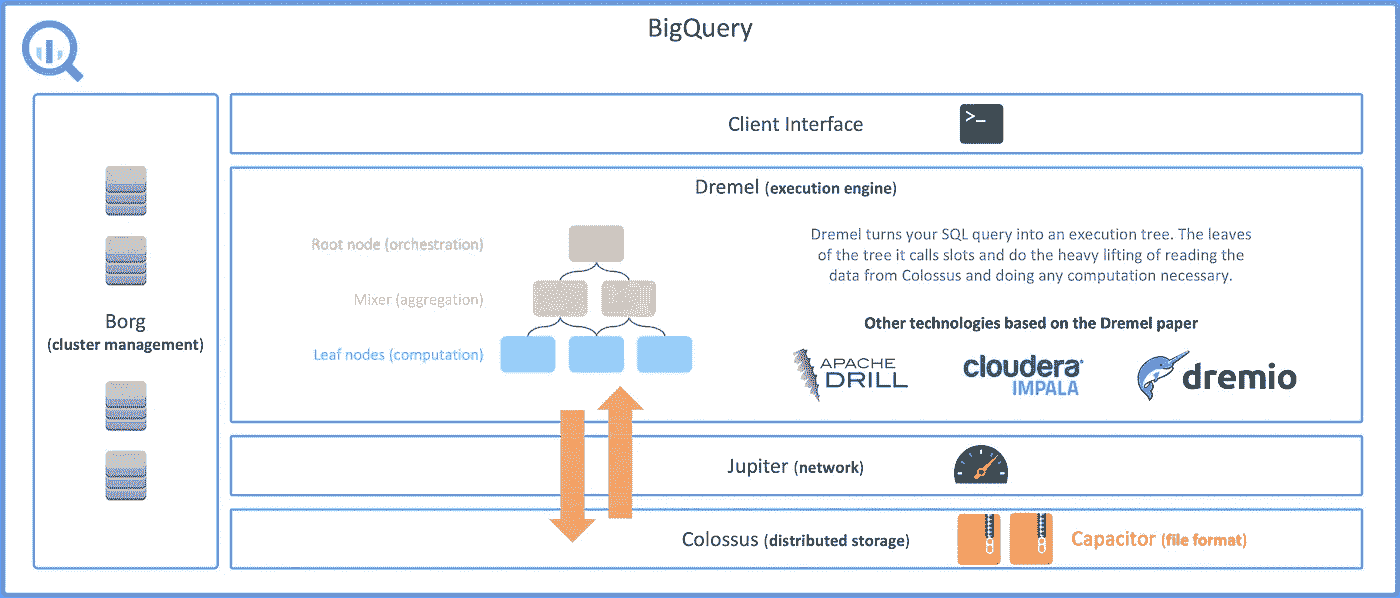 BigQuery
Borg
(cluster management)
Client Interface
>_
Dremel (execution engine)
Root node (orchestration)
Mixer (aggregation)
Leaf nodes (computation)
Dremel turns your SQL query into an execution tree. The leaves
of the tree it calls slots and do the heavy lifting of reading the
data from Colossus and doing any computation necessary.
Other technologies based on the Dremel paper
APACHE
DRILL
cloudera
IMPALA
dremio
Jupiter (network)
Colossus (distributed storage)
Capacitor (file format)